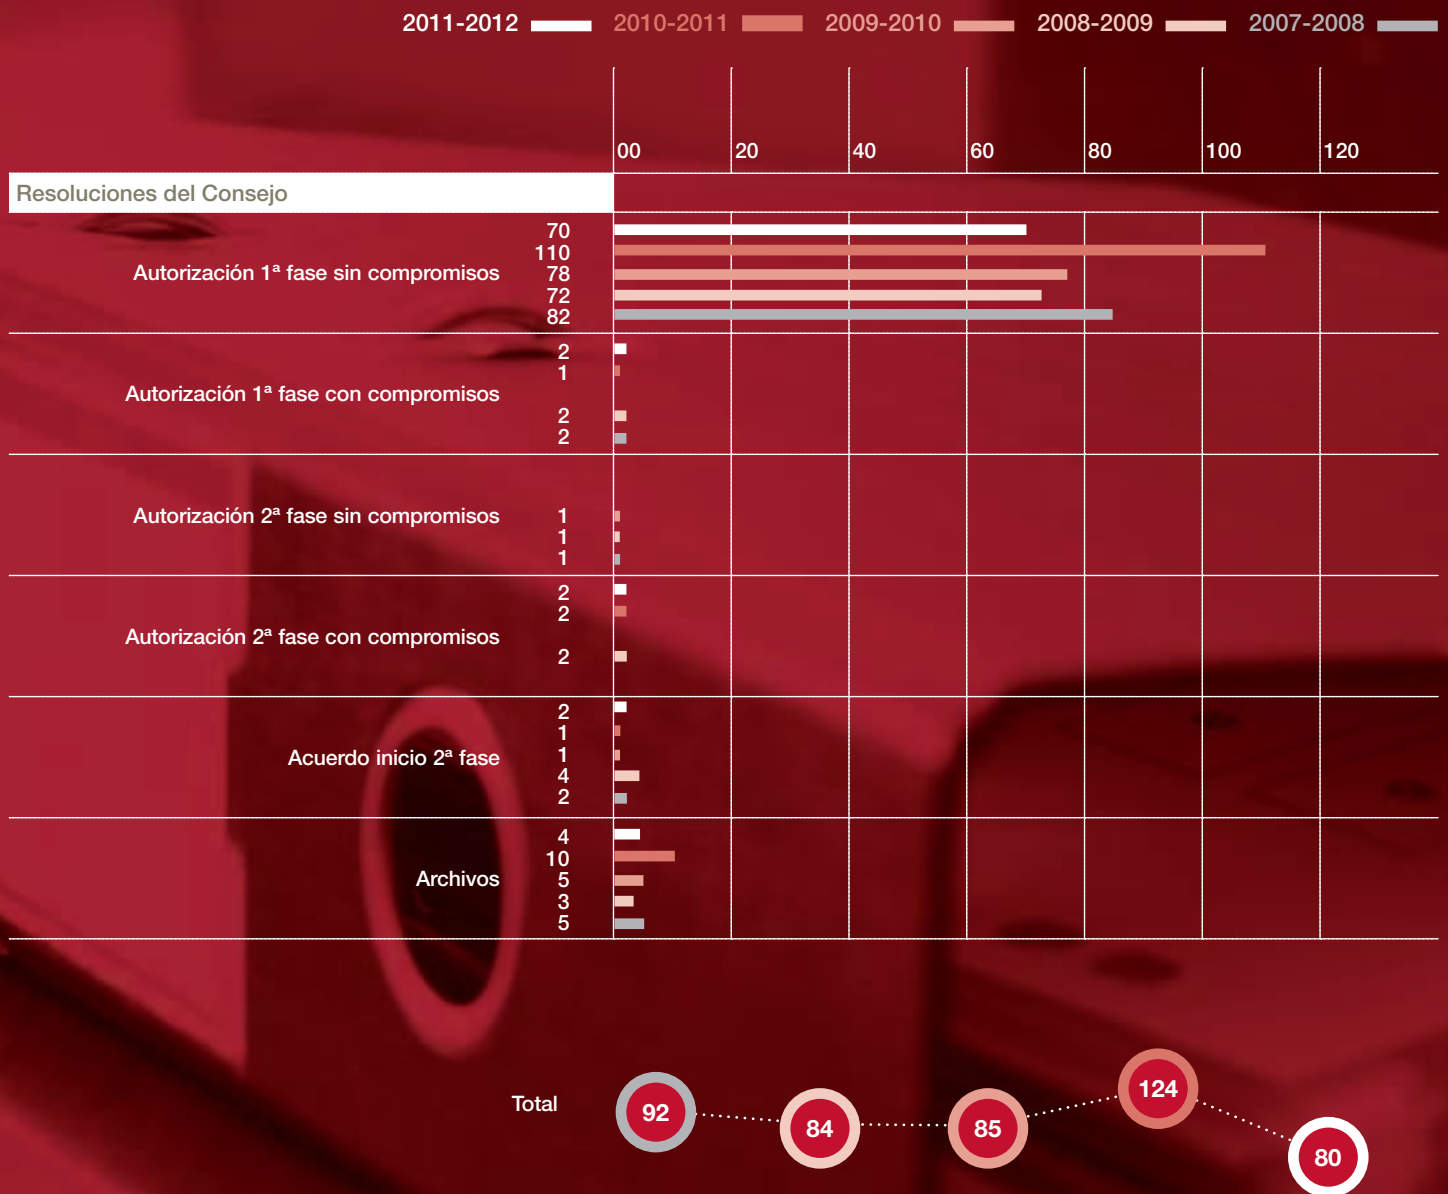 2011-2012 2010-2011 2009-2010 2008-2009 2007-2008
00 20 40 60 80 100 120
Resoluciones del Consejo
Autorización 1ª fase sin compromisos
70
110
78
72
82
Autorización 1ª fase con compromisos
2
1
2
2
Autorización 2ª fase sin compromisos
1
1
1
Autorización 2ª fase con compromisos
2
2
2
Acuerdo inicio 2ª fase
2
1
1
4
2
Archivos
4
10
5
3
5
Total 92 84 85 124 80